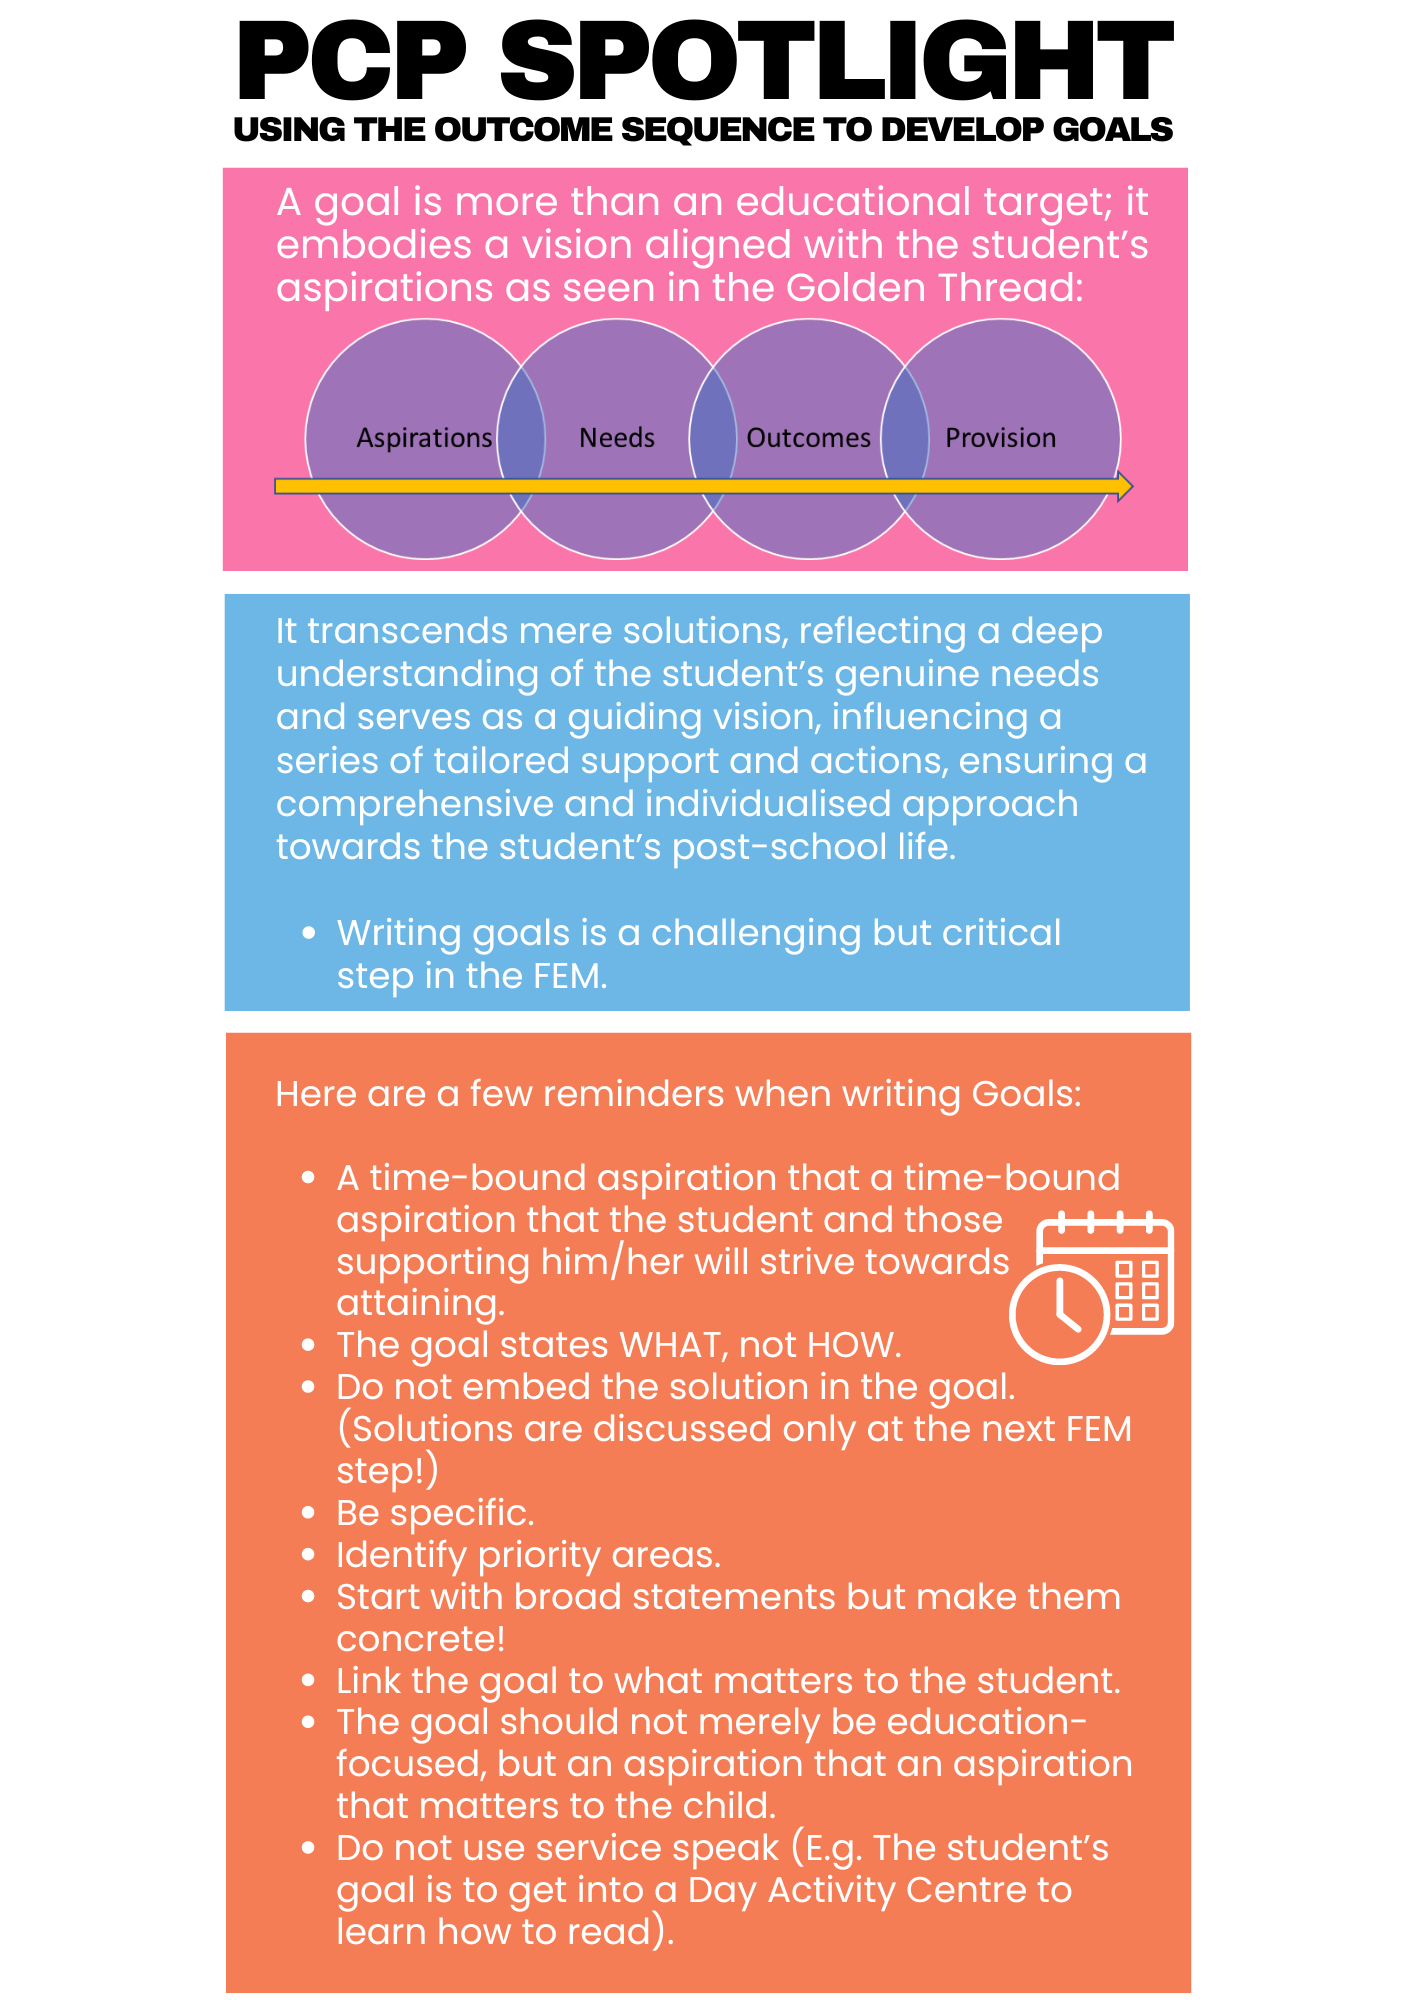 PCP SPOTLIGHT
USING THE OUTCOME SEQUENCE TO DEVELOP GOALS
A goal is more than an educational target; it
embodies a vision aligned with the student’s
aspirations as seen in the Golden Thread:
Aspirations
Needs
Outcomes
Provision
It transcends mere solutions, reflecting a deep
understanding of the student’s genuine needs
and serves as a guiding vision, influencing a
series of tailored support and actions, ensuring a
comprehensive and individualised approach
towards the student’s post-school life.
• Writing goals is a challenging but critical
step in the FEM.
Here are a few reminders when writing Goals:
• A time-bound aspiration that a time-bound
aspiration that the student and those
supporting him/her will strive towards
attaining.
• The goal states WHAT, not HOW.
• Do not embed the solution in the goal.
(Solutions are discussed only at the next FEM
step!)
• Be specific.
• Identify priority areas.
• Start with broad statements but make them
concrete!
• Link the goal to what matters to the student.
• The goal should not merely be education-
focused, but an aspiration that an aspiration
that matters to the child.
• Do not use service speak (E.g. The student’s
goal is to get into a Day Activity Centre to
learn how to read).